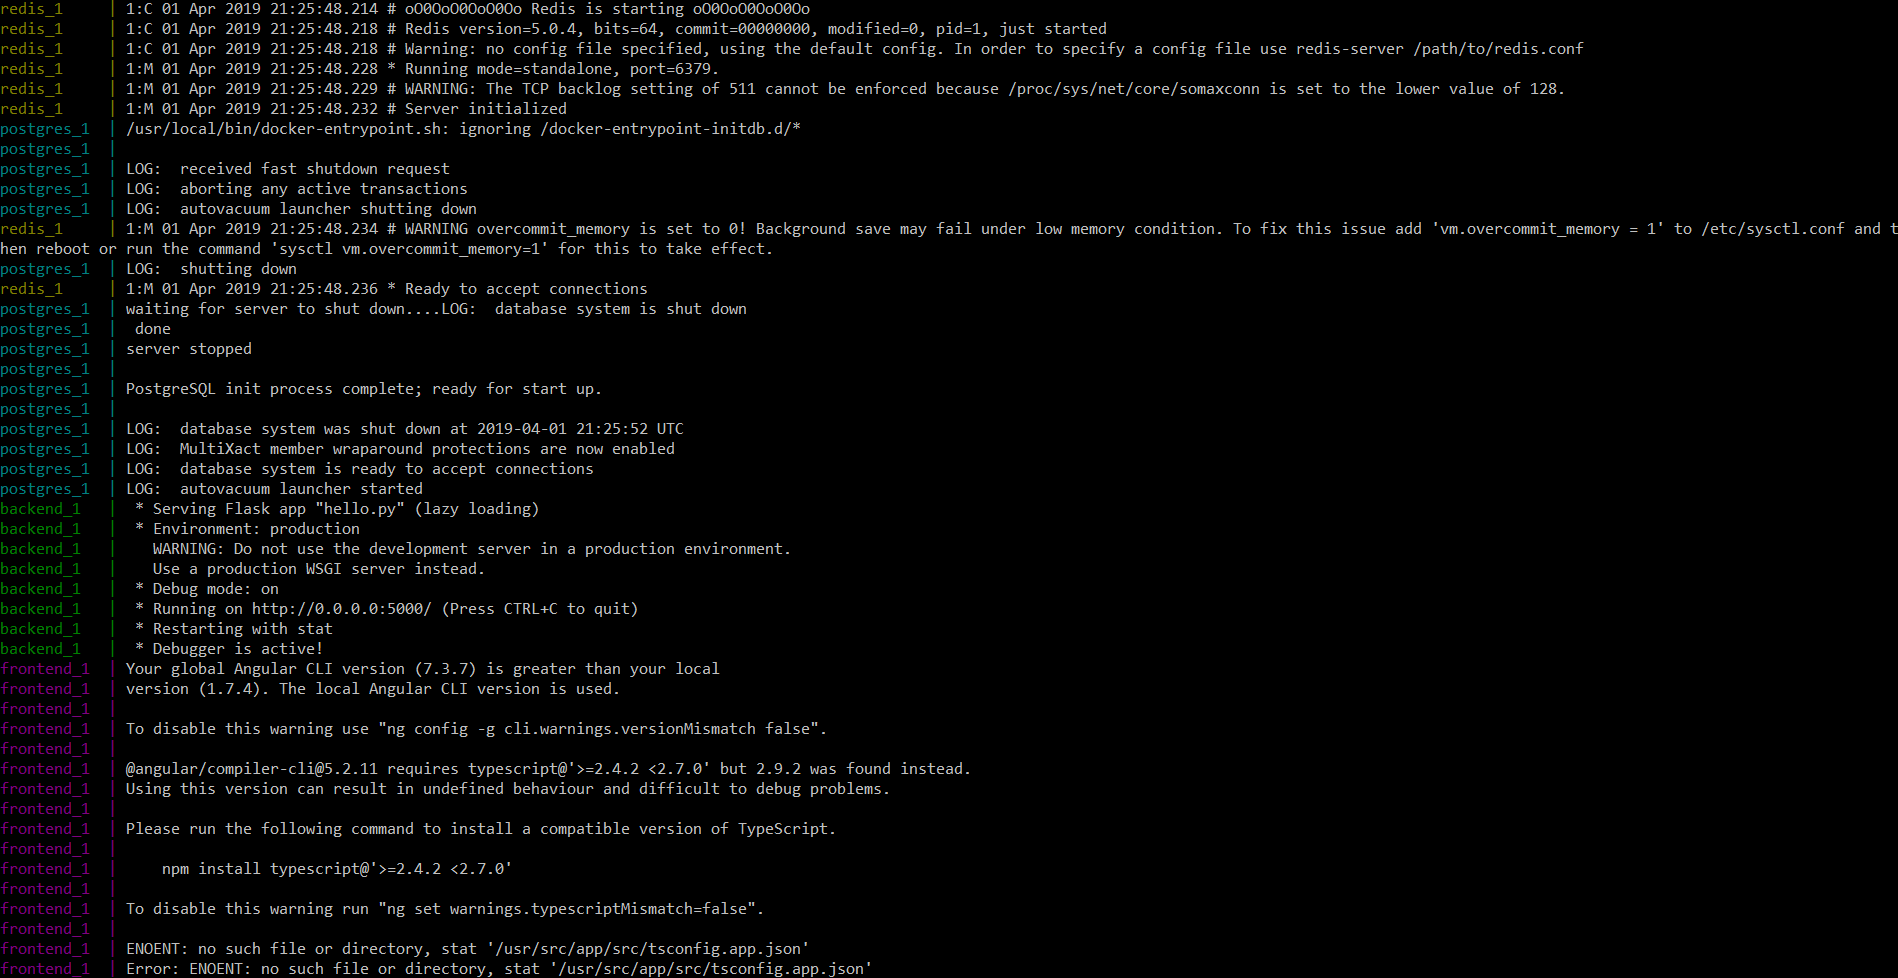 redis_1     | 1:C 01 Apr 2019 21:25:48.214 # oO0OoO0OoO0Oo Redis is starting oO0OoO0OoO0Oo
redis_1     | 1:C 01 Apr 2019 21:25:48.218 # Redis version=5.0.4, bits=64, commit=00000000, modified=0, pid=1, just started
redis_1     | 1:C 01 Apr 2019 21:25:48.218 # Warning: no config file specified, using the default config. In order to specify a config file use redis-server /path/to/redis.conf
redis_1     | 1:M 01 Apr 2019 21:25:48.228 * Running mode=standalone, port=6379.
redis_1     | 1:M 01 Apr 2019 21:25:48.229 # WARNING: The TCP backlog setting of 511 cannot be enforced because /proc/sys/net/core/somaxconn is set to the lower value of 128.
redis_1     | 1:M 01 Apr 2019 21:25:48.232 # Server initialized
postgres_1  | /usr/local/bin/docker-entrypoint.sh: ignoring /docker-entrypoint-initdb.d/*
postgres_1  |
postgres_1  | LOG:  received fast shutdown request
postgres_1  | LOG:  aborting any active transactions
postgres_1  | LOG:  autovacuum launcher shutting down
redis_1     | 1:M 01 Apr 2019 21:25:48.234 # WARNING overcommit_memory is set to 0! Background save may fail under low memory condition. To fix this issue add 'vm.overcommit_memory = 1' to /etc/sysctl.conf and t
hen reboot or run the command 'sysctl vm.overcommit_memory=1' for this to take effect.
postgres_1  | LOG:  shutting down
redis_1     | 1:M 01 Apr 2019 21:25:48.236 * Ready to accept connections
postgres_1  | waiting for server to shut down....LOG:  database system is shut down
postgres_1  |  done
postgres_1  | server stopped
postgres_1  |
postgres_1  | PostgreSQL init process complete; ready for start up.
postgres_1  |
postgres_1  | LOG:  database system was shut down at 2019-04-01 21:25:52 UTC
postgres_1  | LOG:  MultiXact member wraparound protections are now enabled
postgres_1  | LOG:  database system is ready to accept connections
postgres_1  | LOG:  autovacuum launcher started
backend_1   |  * Serving Flask app "hello.py" (lazy loading)
backend_1   |  * Environment: production
backend_1   |    WARNING: Do not use the development server in a production environment.
backend_1   |    Use a production WSGI server instead.
backend_1   |  * Debug mode: on
backend_1   |  * Running on http://0.0.0.0:5000/ (Press CTRL+C to quit)
backend_1   |  * Restarting with stat
backend_1   |  * Debugger is active!
frontend_1  | Your global Angular CLI version (7.3.7) is greater than your local
frontend_1  | version (1.7.4). The local Angular CLI version is used.
frontend_1  |
frontend_1  | To disable this warning use "ng config -g cli.warnings.versionMismatch false".
frontend_1  |
frontend_1  | @angular/compiler-cli@5.2.11 requires typescript@'>=2.4.2 <2.7.0' but 2.9.2 was found instead.
frontend_1  | Using this version can result in undefined behaviour and difficult to debug problems.
frontend_1  |
frontend_1  | Please run the following command to install a compatible version of TypeScript.
frontend_1  |
frontend_1  |     npm install typescript@'>=2.4.2 <2.7.0'
frontend_1  |
frontend_1  | To disable this warning run "ng set warnings.typescriptMismatch=false".
frontend_1  |
frontend_1  | ENOENT: no such file or directory, stat '/usr/src/app/src/tsconfig.app.json'
frontend_1  | Error: ENOENT: no such file or directory, stat '/usr/src/app/src/tsconfig.app.json'